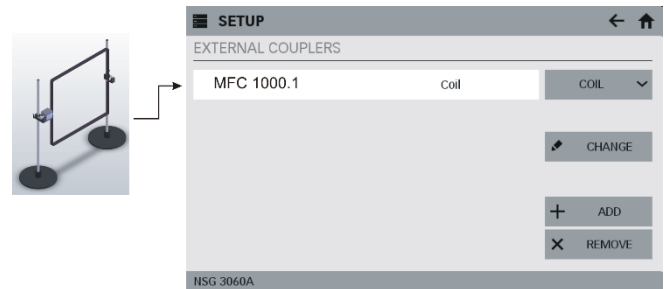 SETUP
EXTERNAL COUPLERS
MFC 1000.1 Coil COIL
CHANGE
ADD
REMOVE
NSG 3060A